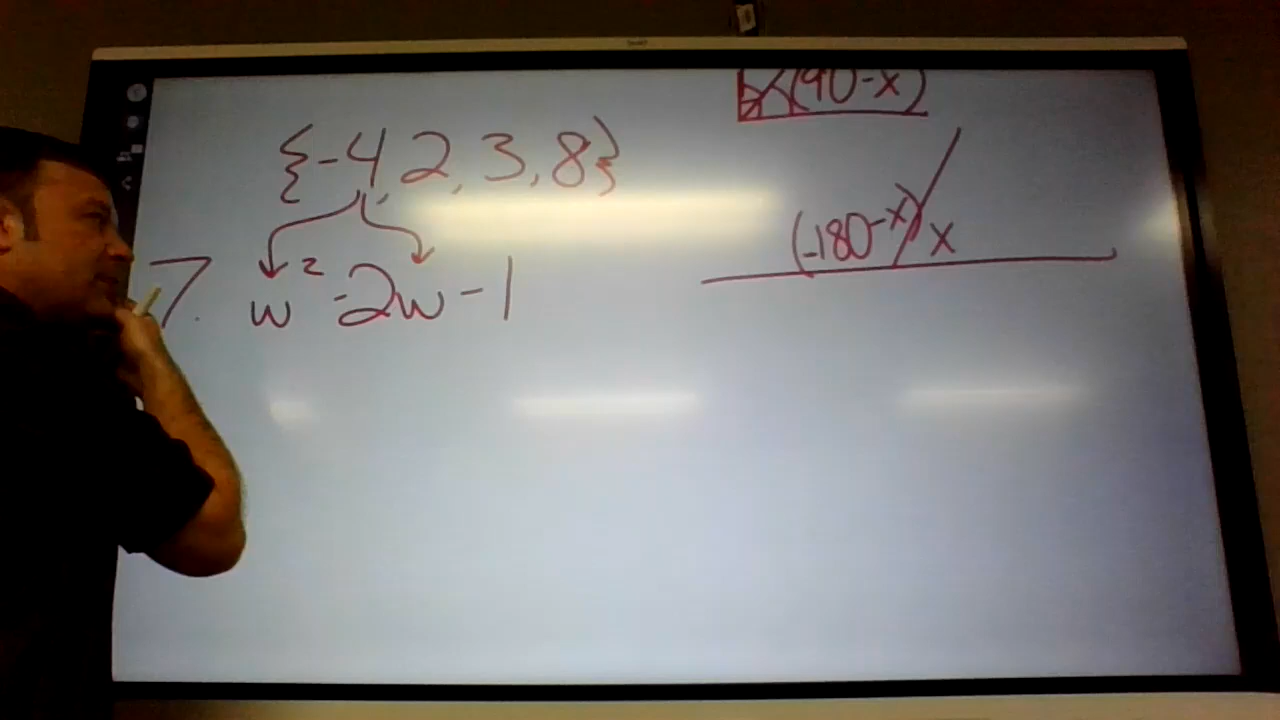 {-4, 2, 3, 8}
7. w² - 2w - 1
x (90-x)
(180-x) x